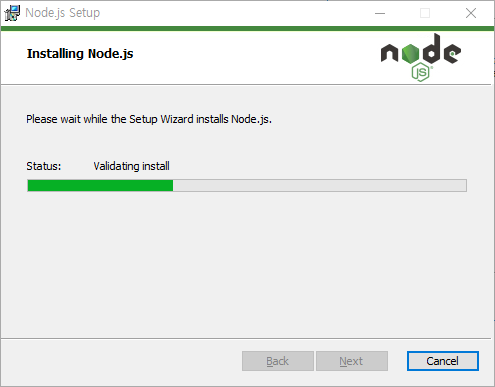 Node.js Setup
Installing Node.js
node
JS
Please wait while the Setup Wizard installs Node.js.
Status: Validating install
Back Next Cancel